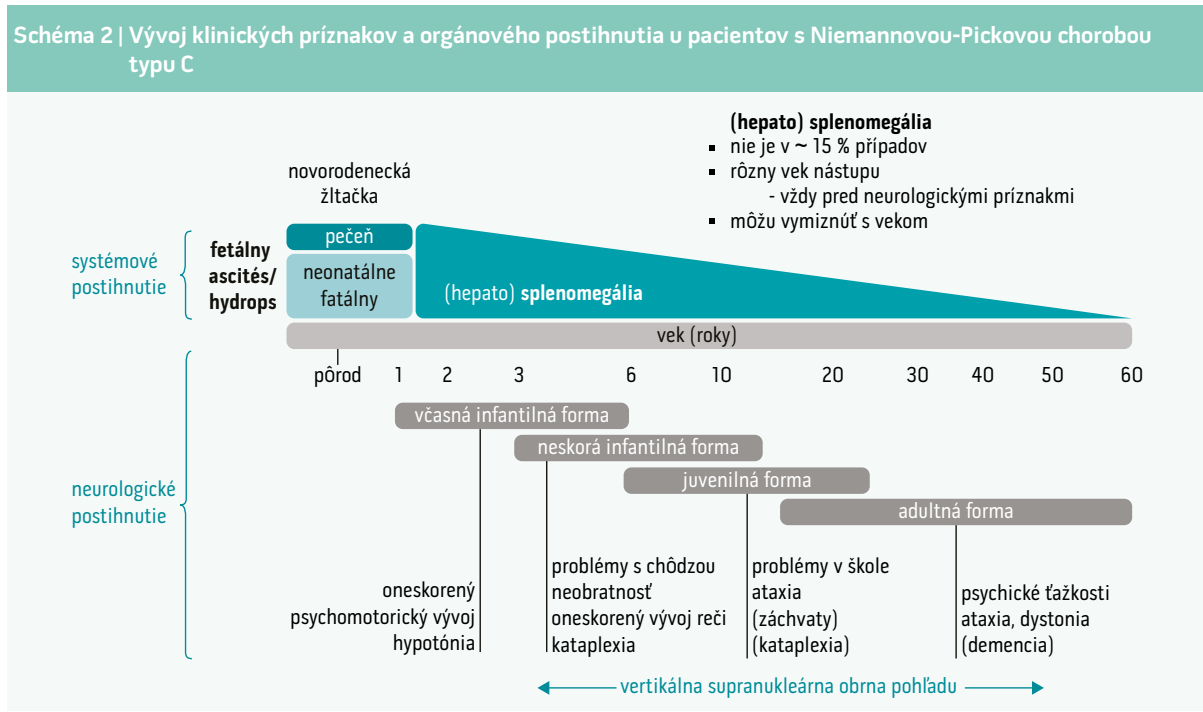 Schéma 2 | Vývoj klinických príznakov a orgánového postihnutia u pacientov s Niemannovou-Pickovou chorobou
typu C
(hepato) splenomegália
▪ nie je v ~ 15 % případov
▪ rôzny vek nástupu
- vždy pred neurologickými príznakmi
▪ môžu vymiznúť s vekom
novorodenecká
žltačka
systémové
postihnutie
fetálny
ascités/
hydrops
pečeň
neonatálne
fatálny
(hepato) splenomegália
vek (roky)
pôrod 1 2 3 6 10 20 30 40 50 60
neurologické
postihnutie
včasná infantilná forma
neskorá infantilná forma
juvenilná forma
adultná forma
oneskorený
psychomotorický vývoj
hypotónia
problémy s chôdzou
neobratnosť
oneskorený vývoj reči
kataplexia
problémy v škole
ataxia
(záchvaty)
(kataplexia)
psychické ťažkosti
ataxia, dystonia
(demencia)
vertikálna supranukleárna obrna pohľadu